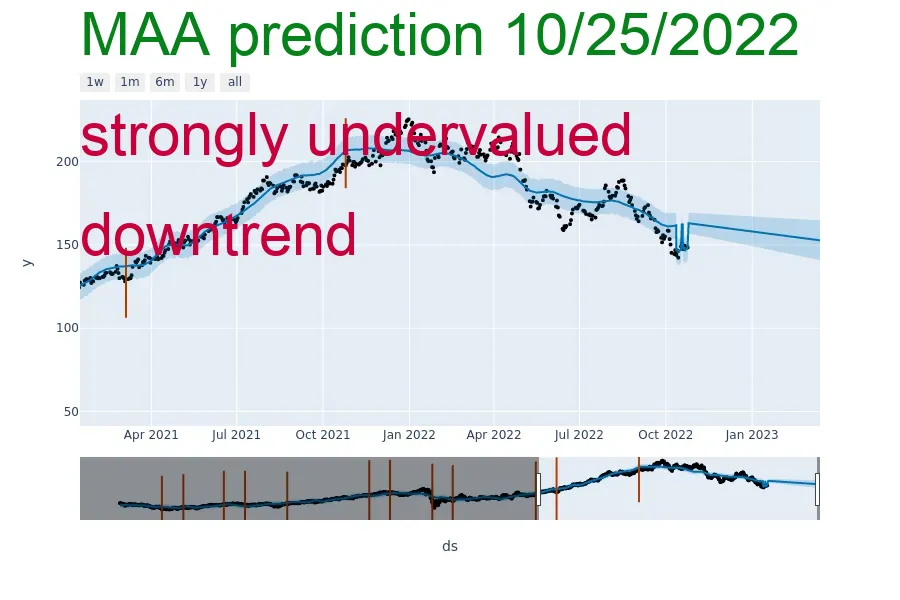 MAA prediction 10/25/2022
1w 1m 6m 1y all
strongly undervalued
200
downtrend
150
y
100
50
Apr 2021 Jul 2021 Oct 2021 Jan 2022 Apr 2022 Jul 2022 Oct 2022 Jan 2023
ds